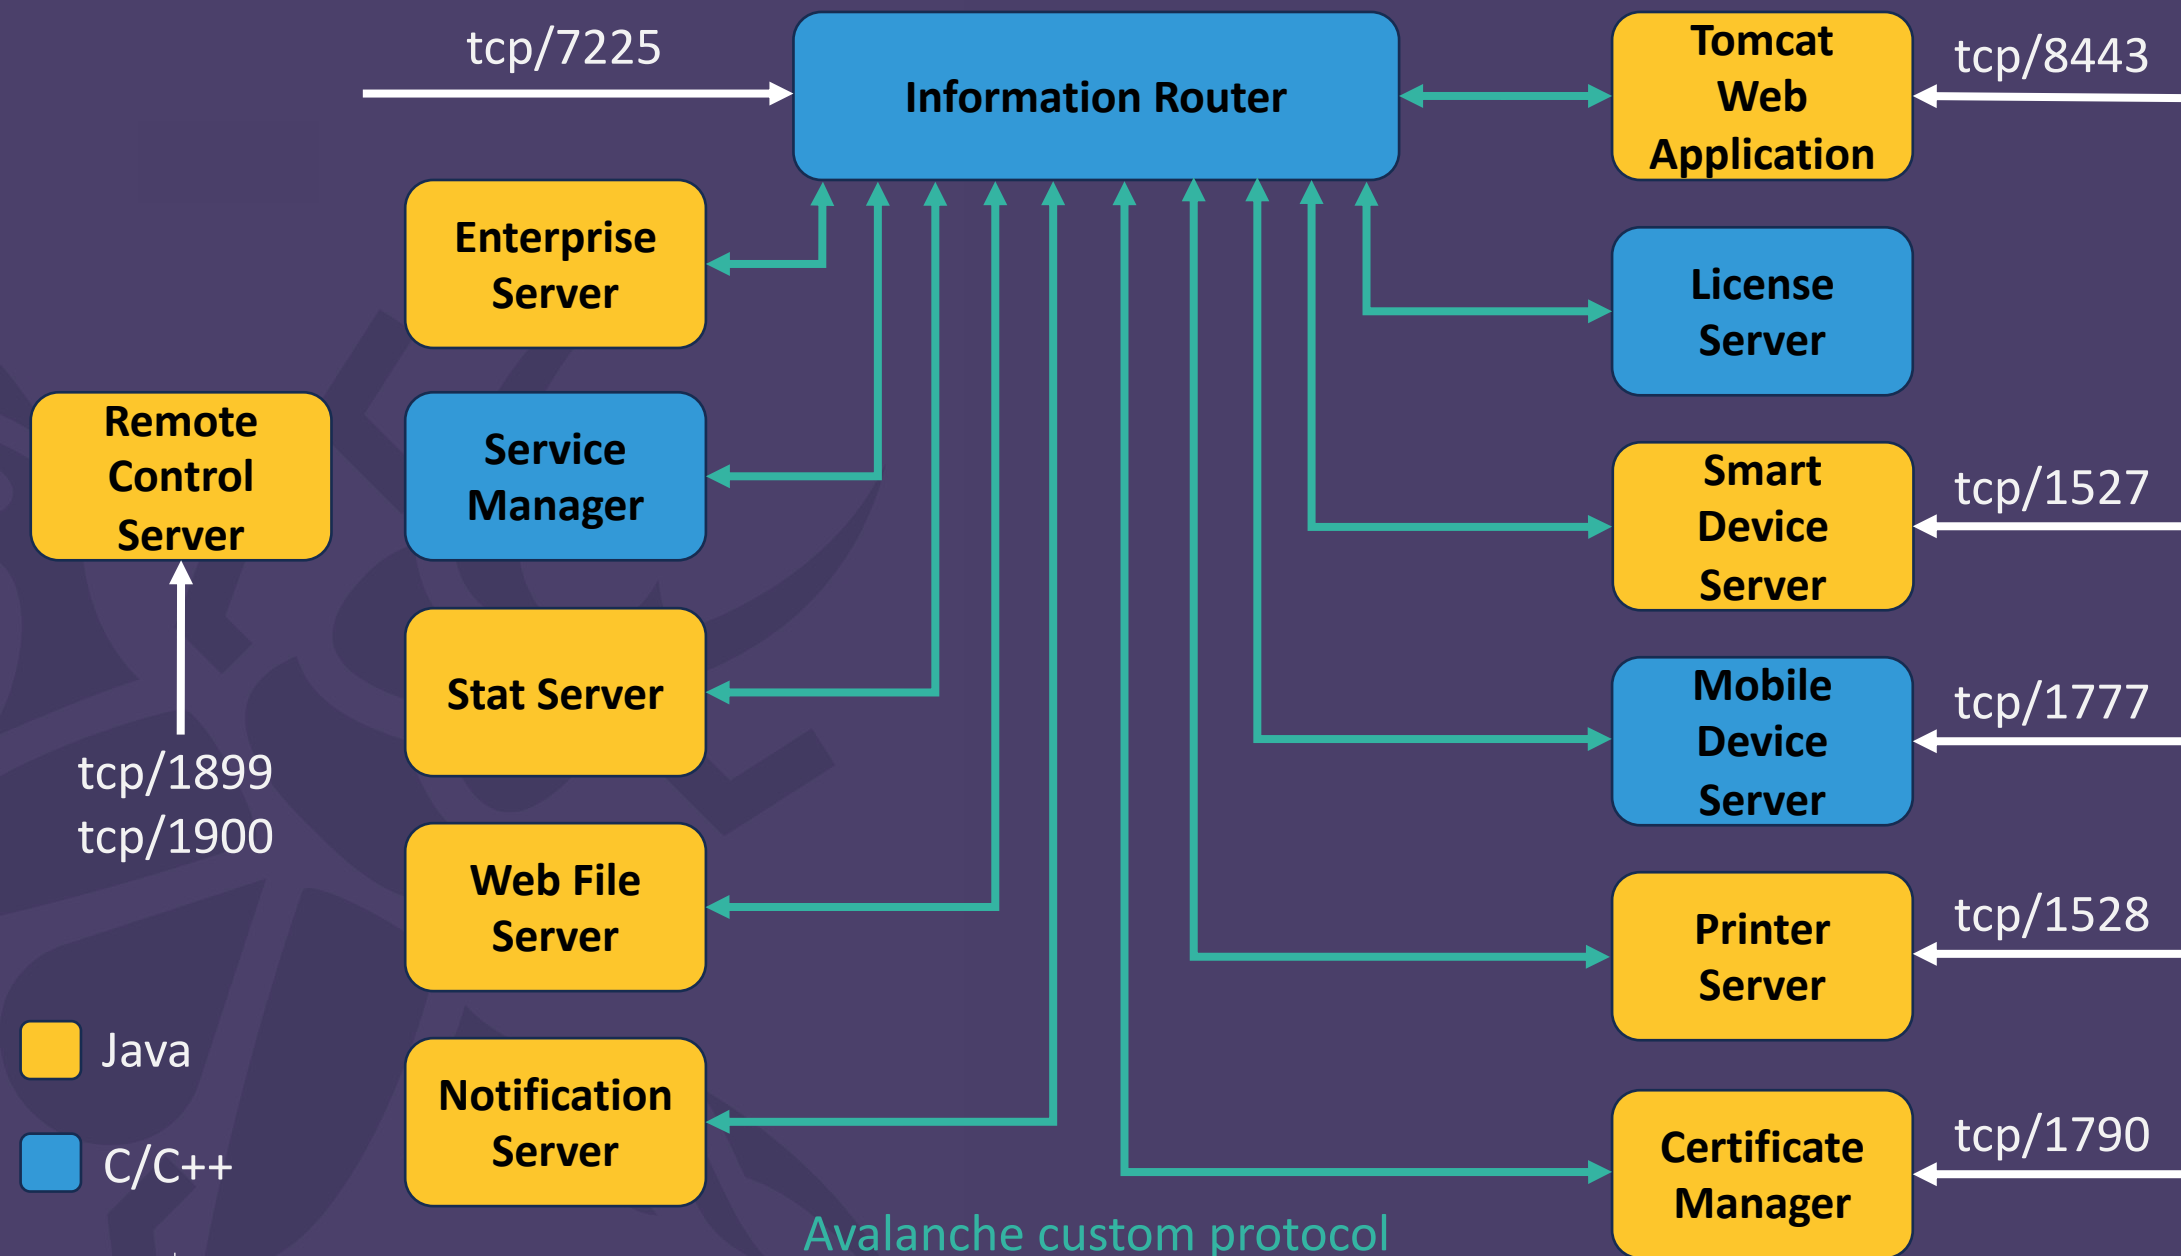 tcp/7225
Information Router
Tomcat
Web
Application
tcp/8443
Enterprise
Server
License
Server
Remote
Control
Server
Service
Manager
Smart
Device
Server
tcp/1527
Stat Server
Mobile
Device
Server
tcp/1777
tcp/1899
tcp/1900
Web File
Server
Printer
Server
tcp/1528
Java
C/C++
Notification
Server
Certificate
Manager
tcp/1790
Avalanche custom protocol